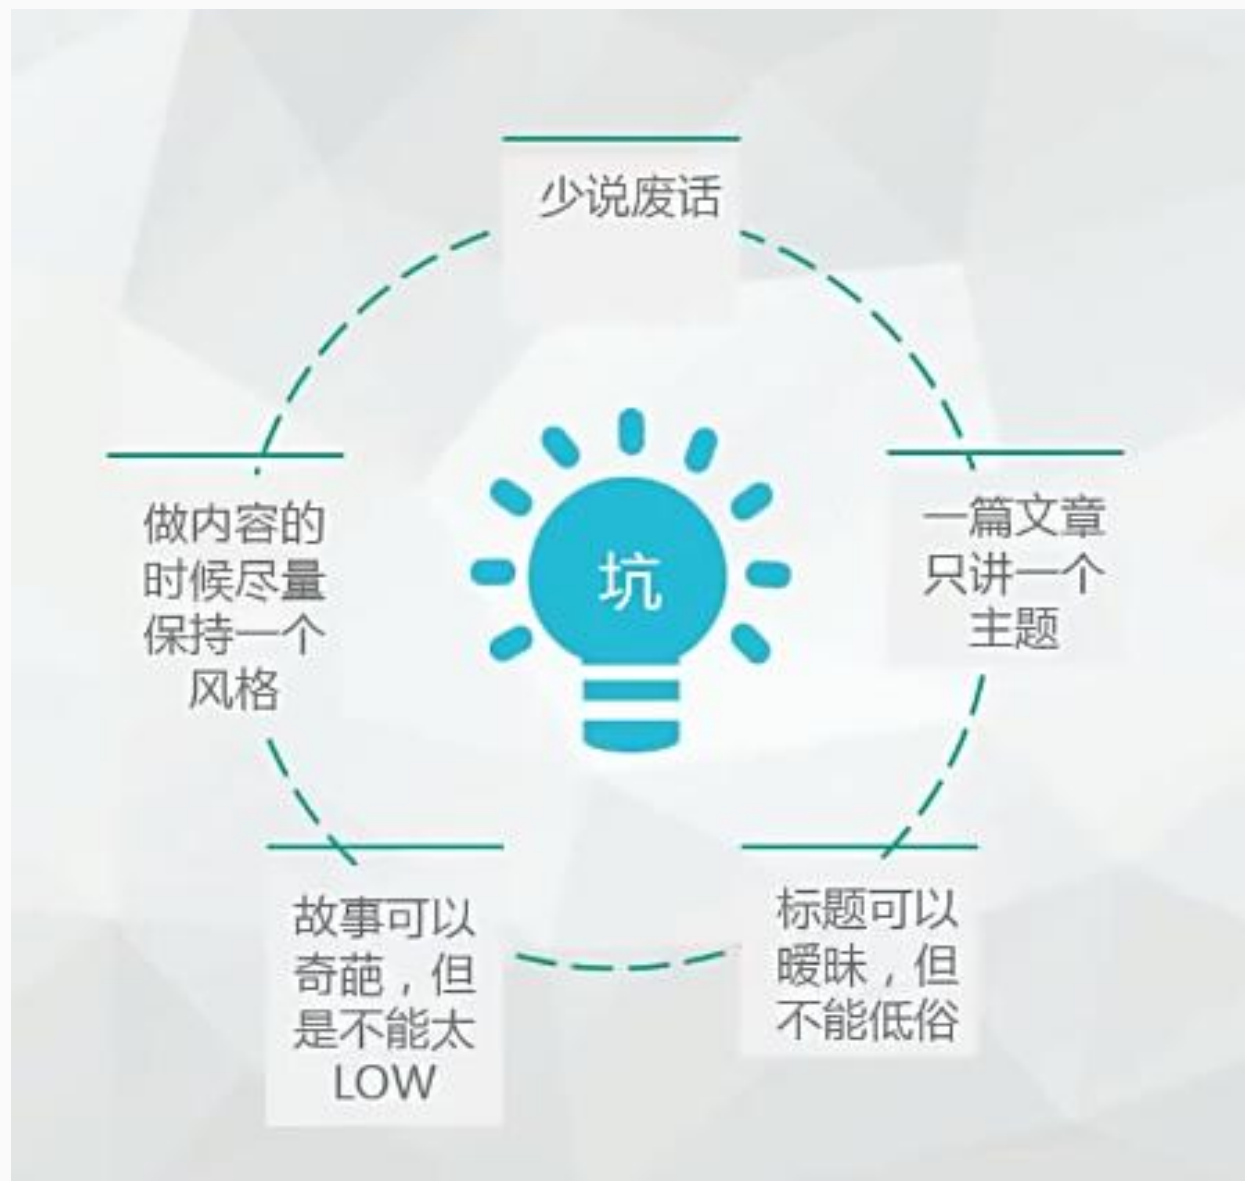 少说废话
一篇文章
只讲一个
主题
标题可以
暧昧，但
不能低俗
故事可以
奇葩，但
是不能太
LOW
做内容的
时候尽量
保持一个
风格
坑